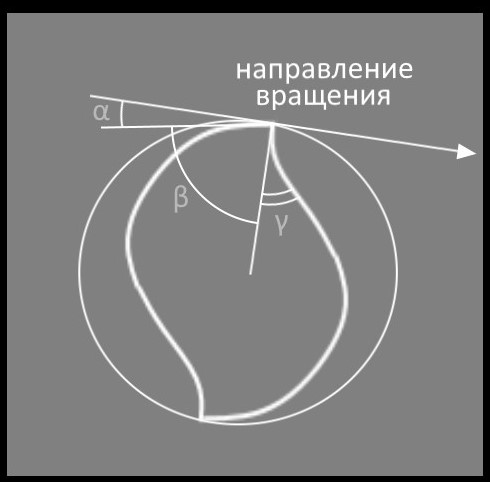 направление
вращения
α
β
γ